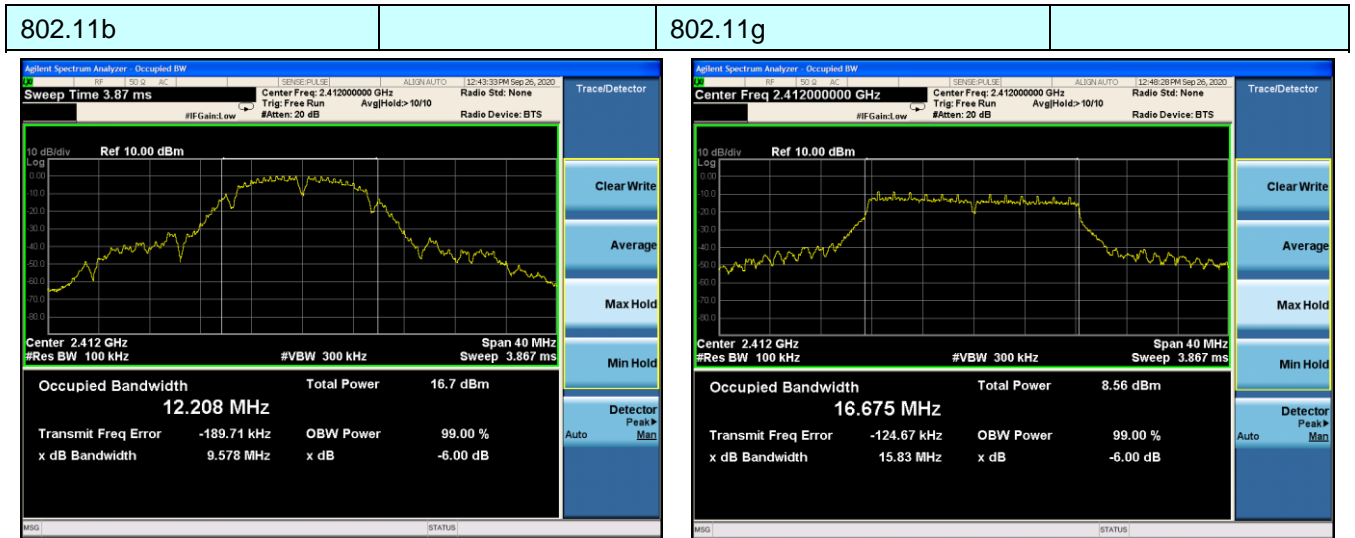 802.11b
802.11g
Agilent Spectrum Analyzer - Occupied BW
RF 50 Ω AC SENSE:PULSE ALIGN AUTO 12:43:33 PM Sep 26, 2020
Sweep Time 3.87 ms
Center Freq: 2.412000000 GHz
Radio Std: None
Trig: Free Run Avg|Hold:> 10/10
#IFGain:Low #Atten: 20 dB
Radio Device: BTS
Trace/Detector
10 dB/div Ref 10.00 dBm
Log
0.00
-10.0
-20.0
-30.0
-40.0
-50.0
-60.0
-70.0
-80.0
Center 2.412 GHz Span 40 MHz
#Res BW 100 kHz #VBW 300 kHz Sweep 3.867 ms
Occupied Bandwidth Total Power 16.7 dBm
12.208 MHz
Transmit Freq Error -189.71 kHz OBW Power 99.00 %
x dB Bandwidth 9.578 MHz x dB -6.00 dB
Clear Write
Average
Max Hold
Min Hold
Detector
Peak▶
Auto Man
MSG STATUS
Agilent Spectrum Analyzer - Occupied BW
RF 50 Ω AC SENSE:PULSE ALIGN AUTO 12:48:28 PM Sep 26, 2020
Center Freq 2.412000000 GHz
Center Freq: 2.412000000 GHz
Radio Std: None
Trig: Free Run Avg|Hold:> 10/10
#IFGain:Low #Atten: 20 dB
Radio Device: BTS
Trace/Detector
10 dB/div Ref 10.00 dBm
Log
0.00
-10.0
-20.0
-30.0
-40.0
-50.0
-60.0
-70.0
-80.0
Center 2.412 GHz Span 40 MHz
#Res BW 100 kHz #VBW 300 kHz Sweep 3.867 ms
Occupied Bandwidth Total Power 8.56 dBm
16.675 MHz
Transmit Freq Error -124.67 kHz OBW Power 99.00 %
x dB Bandwidth 15.83 MHz x dB -6.00 dB
Clear Write
Average
Max Hold
Min Hold
Detector
Peak▶
Auto Man
MSG STATUS